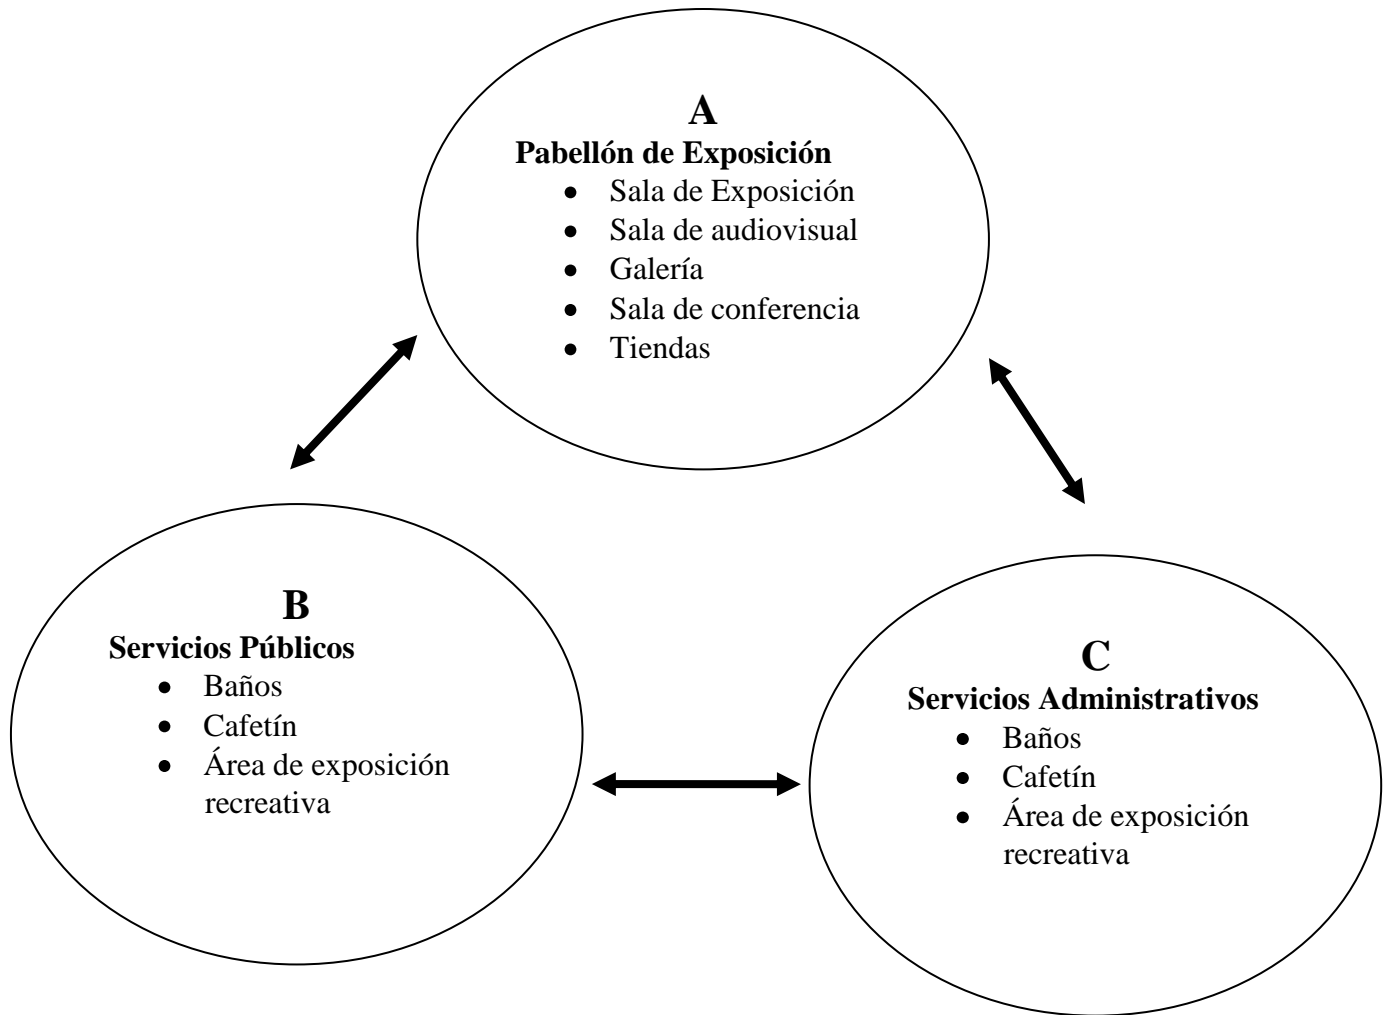 A
Pabellón de Exposición
• Sala de Exposición
• Sala de audiovisual
• Galería
• Sala de conferencia
• Tiendas
B
Servicios Públicos
• Baños
• Cafetín
• Área de exposición
recreativa
C
Servicios Administrativos
• Baños
• Cafetín
• Área de exposición
recreativa